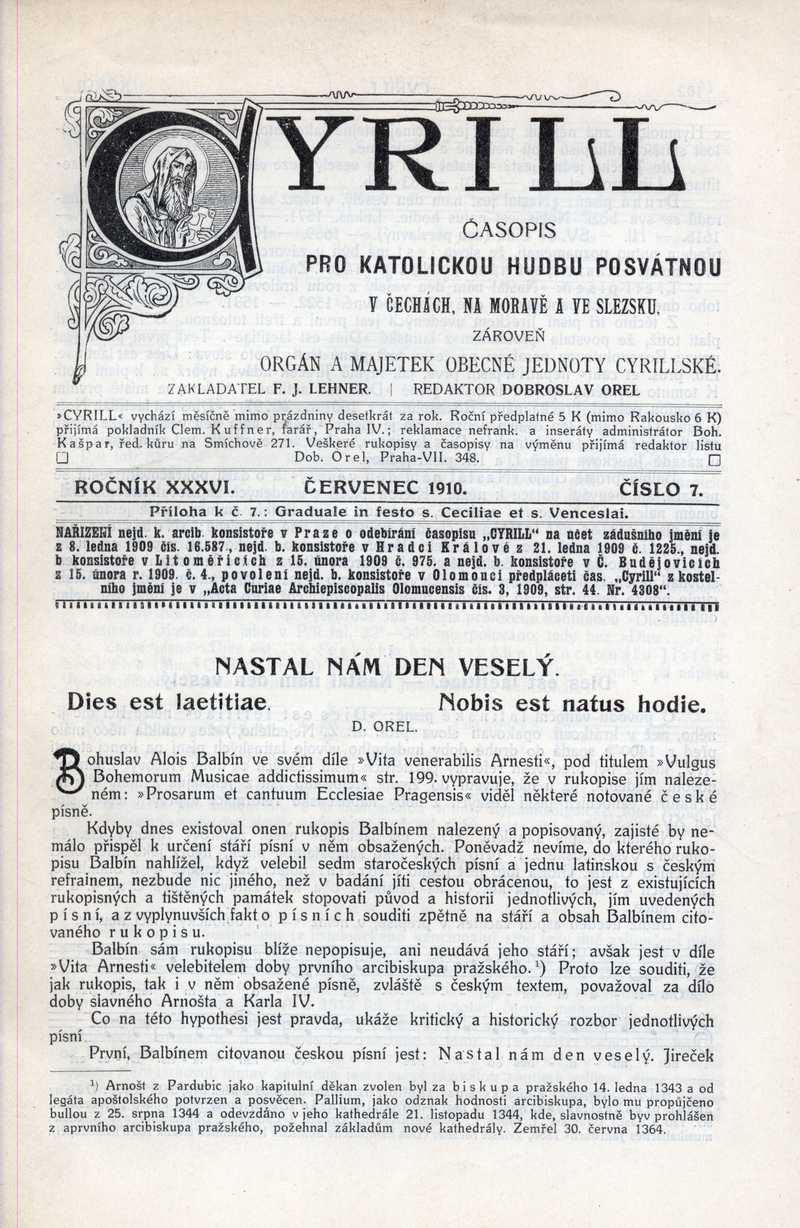 CYRILL
ČASOPIS
PRO KATOLICKOU HUDBU POSVÁTNOU
V ČECHÁCH, NA MORAVĚ A VE SLEZSKU,
ZÁROVEŇ
ORGÁN A MAJETEK OBECNÉ JEDNOTY CYRILLSKÉ.
ZAKLADATEL F. J. LEHNER. | REDAKTOR DOBROSLAV OREL
»CYRILL« vychází měsíčně mimo prázdniny desetkrát za rok. Roční předplatné 5 K (mimo Rakousko 6 K)
přijímá pokladník Clem. Kuffner, farář, Praha IV.; reklamace nefrank. a inseráty administrátor Boh.
Kašpar, řed. kůru na Smíchově 271. Veškeré rukopisy a časopisy na výměnu přijímá redaktor listu
Dob. Orel, Praha-VII. 348.
ROČNÍK XXXVI. ČERVENEC 1910. ČÍSLO 7.
Příloha k č. 7.: Graduale in festo s. Ceciliae et s. Venceslai.
NAŘÍZENÍ nejd. k. arcib. konsistoře v Praze o odebírání časopisu „CYRILL“ na účet zádušního jmění je
z 8. ledna 1909 čís. 16.587., nejd. b. konsistoře v Hradci Králové z 21. ledna 1909 č. 1225., nejd.
b konsistoře v Litoměřicích z 15. února 1909 č. 975. a nejd. b. konsistoře v Č. Budějovicích
z 15. února r. 1909. č. 4., povolení nejd. b. konsistoře v Olomouci předpláceti čas. „Cyrill“ z kostel-
ního jmění je v „Acta Curiae Archiepiscopalis Olomucensis čís. 3, 1909, str. 44. Nr. 4308“.
NASTAL NÁM DEN VESELÝ.
Dies est laetitiae. Nobis est natus hodie.
D. OREL.
Bohuslav Alois Balbín ve svém díle »Vita venerabilis Arnesti«, pod titulem »Vulgus
Bohemorum Musicae addictissimum« str. 199. vypravuje, že v rukopise jím naleze-
ném: »Prosarum et cantuum Ecclesiae Pragensis« viděl některé notované české
písně.
Kdyby dnes existoval onen rukopis Balbínem nalezený a popisovaný, zajisté by ne-
málo přispěl k určení stáří písní v něm obsažených. Poněvadž nevíme, do kterého ruko-
pisu Balbín nahlížel, když velebil sedm staročeských písní a jednu latinskou s českým
refrainem, nezbude nic jiného, než v badání jíti cestou obrácenou, to jest z existujících
rukopisných a tištěných památek stopovati původ a historii jednotlivých, jím uvedených
písní, a z vyplynuvších fakt o písních souditi zpětně na stáří a obsah Balbínem cito-
vaného rukopisu.
Balbín sám rukopisu blíže nepopisuje, ani neudává jeho stáří; avšak jest v díle
»Vita Arnesti« velebitelem doby prvního arcibiskupa pražského.¹) Proto lze souditi, že
jak rukopis, tak i v něm obsažené písně, zvláště s českým textem, považoval za dílo
doby slavného Arnošta a Karla IV.
Co na této hypothesi jest pravda, ukáže kritický a historický rozbor jednotlivých
písní
První, Balbínem citovanou českou písní jest: Nastal nám den veselý. Jireček
¹) Arnošt z Pardubic jako kapitulní děkan zvolen byl za biskupa pražského 14. ledna 1343 a od
legáta apoštolského potvrzen a posvěcen. Pallium, jako odznak hodnosti arcibiskupa, bylo mu propůjčeno
bullou z 25. srpna 1344 a odevzdáno v jeho kathedrále 21. listopadu 1344, kde, slavnostně byv prohlášen
z aprvního arcibiskupa pražského, požehnal základům nové kathedrály. Zemřel 30. června 1364.